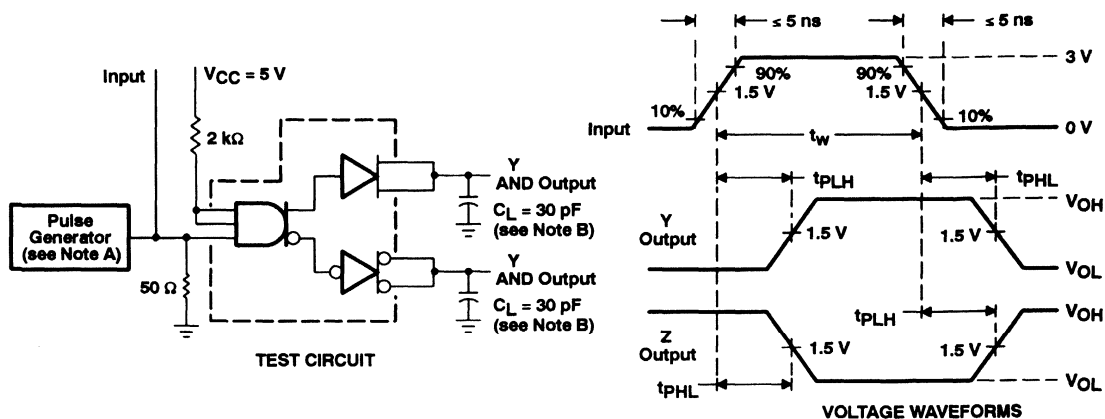 Input
VCC = 5 V
2 kΩ
Pulse
Generator
(see Note A)
50 Ω
Y
AND Output
CL = 30 pF
(see Note B)
Y
AND Output
CL = 30 pF
(see Note B)
TEST CIRCUIT
≤ 5 ns
≤ 5 ns
3 V
90%
90%
1.5 V
1.5 V
10%
10%
Input
0 V
tw
tPLH
tPHL
VOH
Y
Output
1.5 V
1.5 V
VOL
VOH
tPLH
Z
Output
1.5 V
1.5 V
tPHL
VOL
VOLTAGE WAVEFORMS